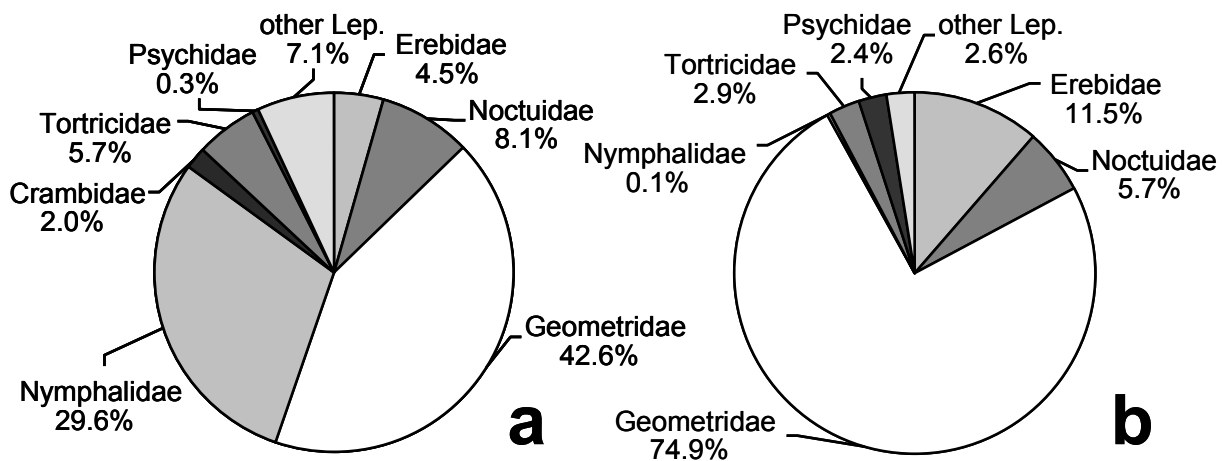 other Lep.
7.1%
Erebidae
4.5%
Noctuidae
8.1%
Geometridae
42.6%
Nymphalidae
29.6%
Crambidae
2.0%
Tortricidae
5.7%
Psychidae
0.3%
a
other Lep.
2.6%
Erebidae
11.5%
Noctuidae
5.7%
Geometridae
74.9%
Nymphalidae
0.1%
Tortricidae
2.9%
Psychidae
2.4%
b